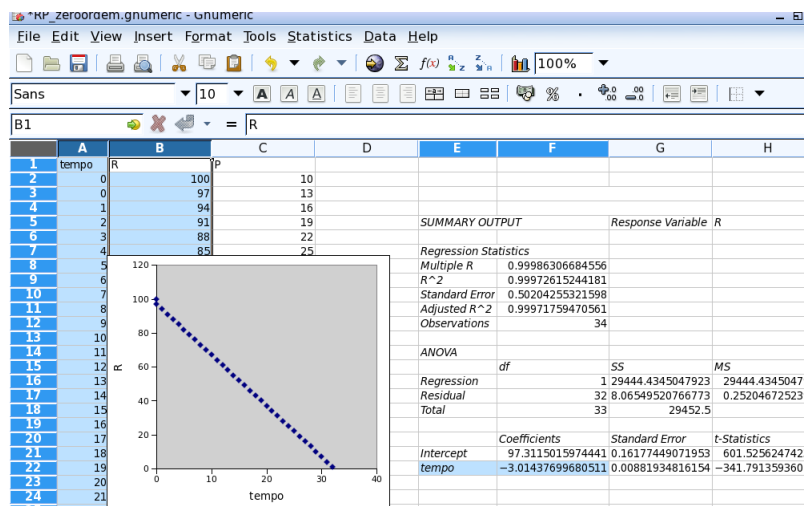 *RP_zeroordem.gnumeric - Gnumeric
File Edit View Insert Format Tools Statistics Data Help
100%
Sans 10 A A A
B1 = R
A B C D E F G H
1 tempo R P
2 0 100 10
3 0 97 13
4 1 94 16
5 2 91 19 SUMMARY OUTPUT Response Variable R
6 3 88 22
7 4 85 25 Regression Statistics
8 5 Multiple R 0.99986306684556
9 6 R^2 0.99972615244181
10 7 Standard Error 0.50204255321598
11 8 Adjusted R^2 0.99971759470561
12 9 Observations 34
13 10
14 11 ANOVA
15 12 df SS MS
16 13 Regression 1 29444.4345047923 29444.4345047
17 14 Residual 32 8.06549520766773 0.25204672523
18 15 Total 33 29452.5
19 16
20 17 Coefficients Standard Error t-Statistics
21 18 Intercept 97.3115015974441 0.16177449071953 601.525624742
22 19 tempo −3.01437699680511 0.00881934816154 −341.791359360
23 20
24 21
120
100
80
60
40
20
0
R
0 10 20 30 40
tempo